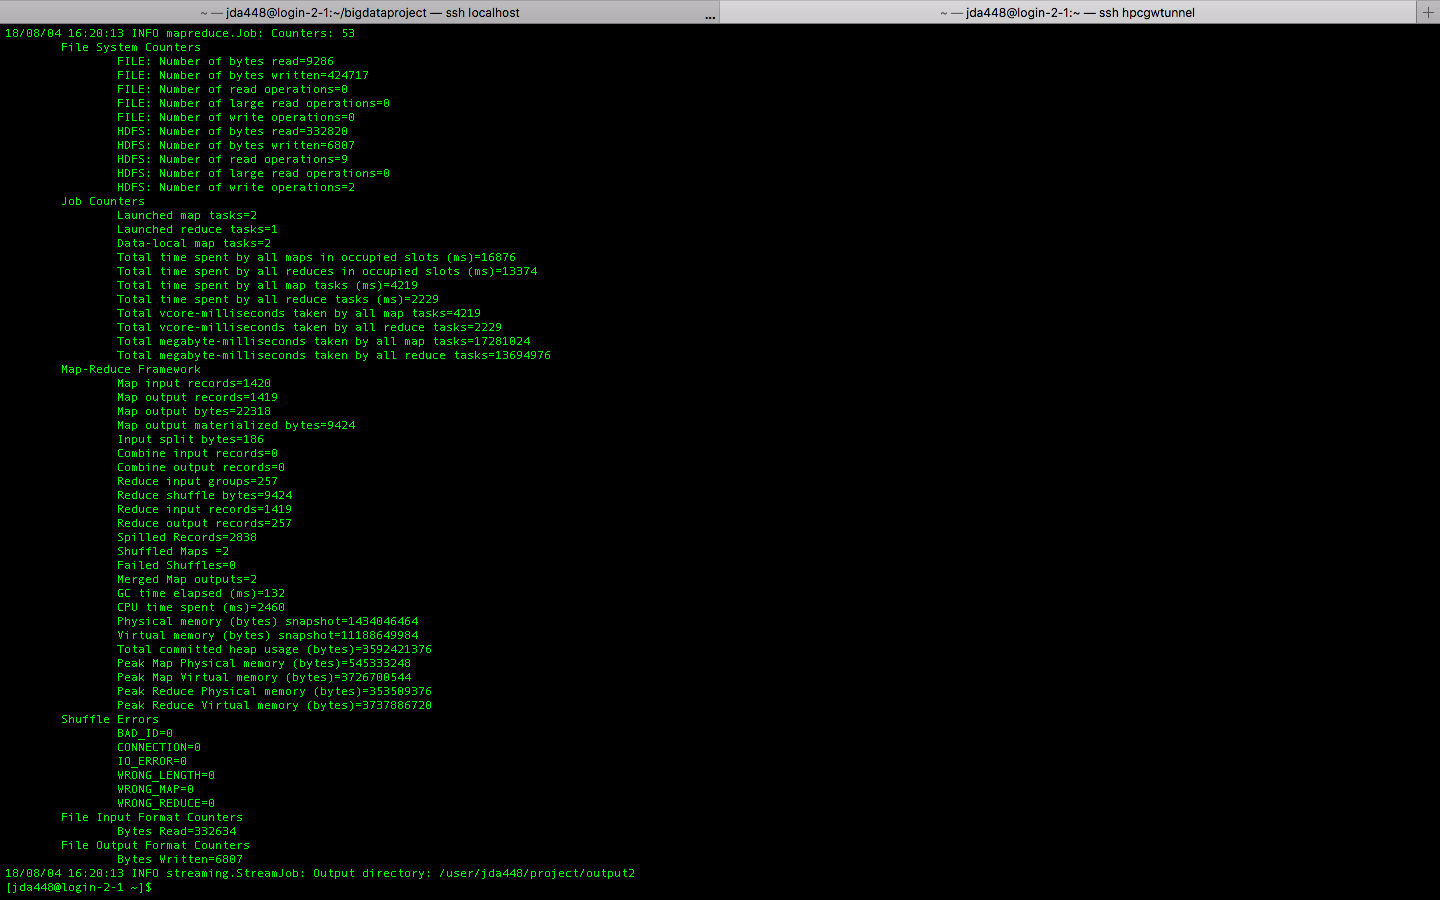 ~ — jda448@login-2-1:~/bigdataproject — ssh localhost ...
~ — jda448@login-2-1:~ — ssh hpcgwtunnel +
18/08/04 16:20:13 INFO mapreduce.Job: Counters: 53
File System Counters
FILE: Number of bytes read=9286
FILE: Number of bytes written=424717
FILE: Number of read operations=0
FILE: Number of large read operations=0
FILE: Number of write operations=0
HDFS: Number of bytes read=332820
HDFS: Number of bytes written=6807
HDFS: Number of read operations=9
HDFS: Number of large read operations=0
HDFS: Number of write operations=2
Job Counters
Launched map tasks=2
Launched reduce tasks=1
Data-local map tasks=2
Total time spent by all maps in occupied slots (ms)=16876
Total time spent by all reduces in occupied slots (ms)=13374
Total time spent by all map tasks (ms)=4219
Total time spent by all reduce tasks (ms)=2229
Total vcore-milliseconds taken by all map tasks=4219
Total vcore-milliseconds taken by all reduce tasks=2229
Total megabyte-milliseconds taken by all map tasks=17281024
Total megabyte-milliseconds taken by all reduce tasks=13694976
Map-Reduce Framework
Map input records=1420
Map output records=1419
Map output bytes=22318
Map output materialized bytes=9424
Input split bytes=186
Combine input records=0
Combine output records=0
Reduce input groups=257
Reduce shuffle bytes=9424
Reduce input records=1419
Reduce output records=257
Spilled Records=2838
Shuffled Maps =2
Failed Shuffles=0
Merged Map outputs=2
GC time elapsed (ms)=132
CPU time spent (ms)=2460
Physical memory (bytes) snapshot=1434046464
Virtual memory (bytes) snapshot=11188649984
Total committed heap usage (bytes)=3592421376
Peak Map Physical memory (bytes)=545333248
Peak Map Virtual memory (bytes)=3726700544
Peak Reduce Physical memory (bytes)=353509376
Peak Reduce Virtual memory (bytes)=3737886720
Shuffle Errors
BAD_ID=0
CONNECTION=0
IO_ERROR=0
WRONG_LENGTH=0
WRONG_MAP=0
WRONG_REDUCE=0
File Input Format Counters
Bytes Read=332634
File Output Format Counters
Bytes Written=6807
18/08/04 16:20:13 INFO streaming.StreamJob: Output directory: /user/jda448/project/output2
[jda448@login-2-1 ~]$